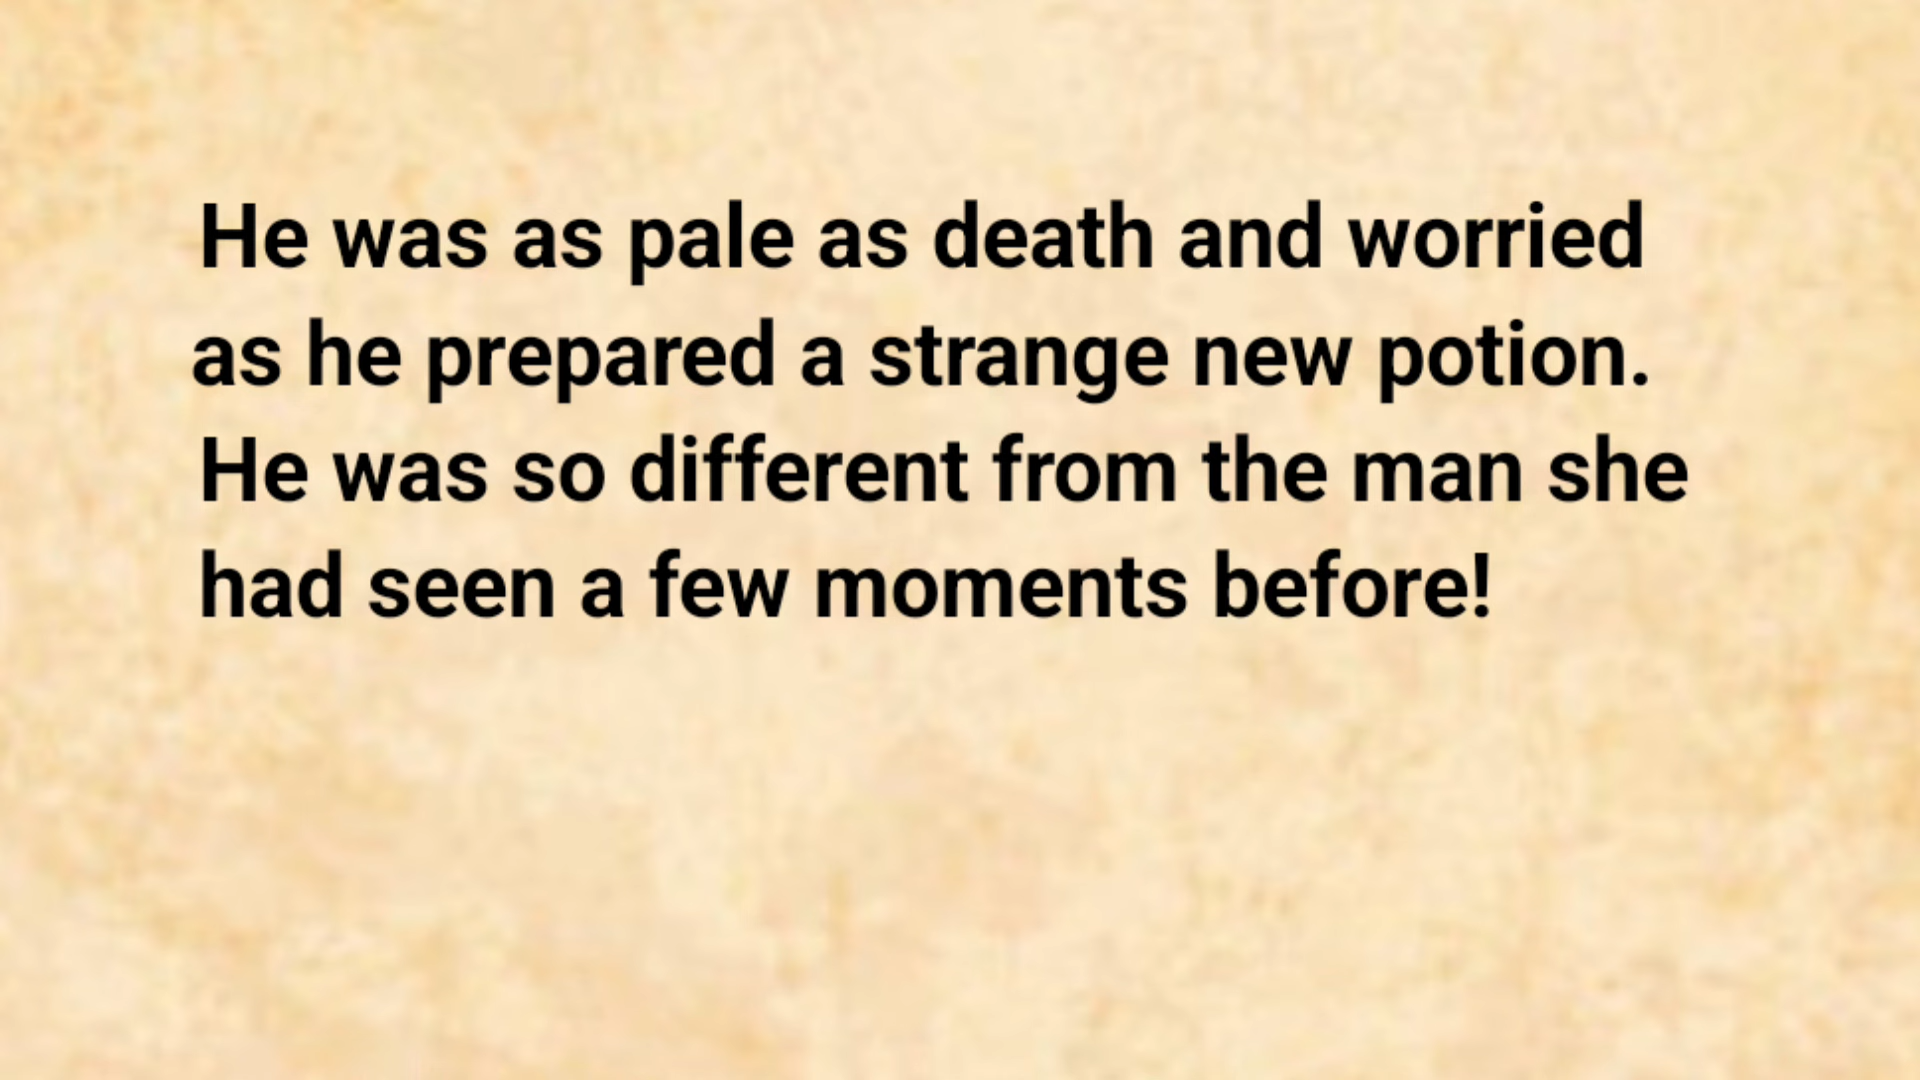 He was as pale as death and worried
as he prepared a strange new potion.
He was so different from the man she
had seen a few moments before!